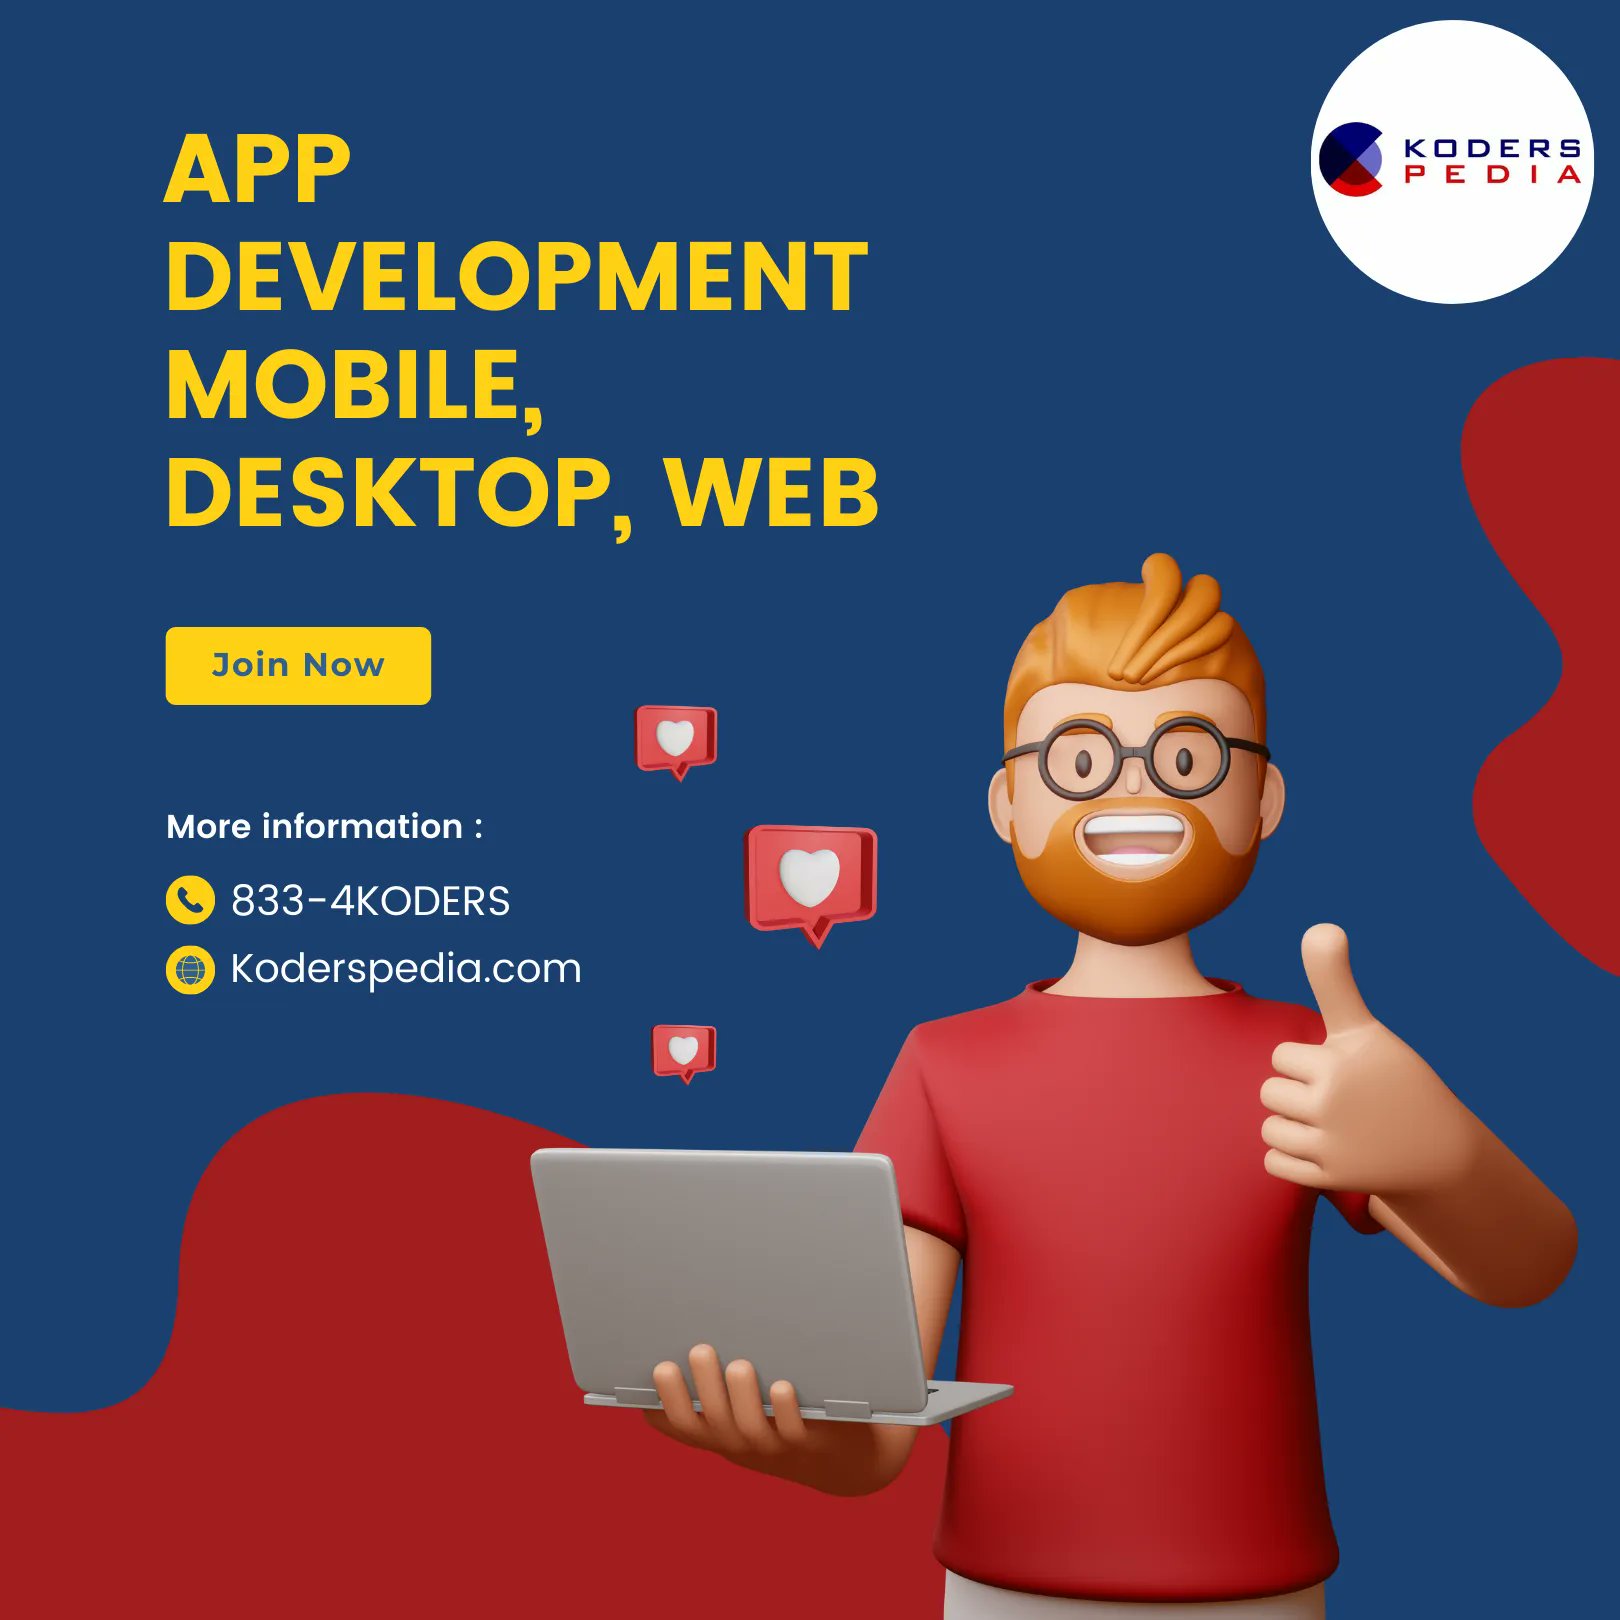 KODERS
PEDIA
APP
DEVELOPMENT
MOBILE,
DESKTOP, WEB
Join Now
More information :
833-4KODERS
Koderspedia.com